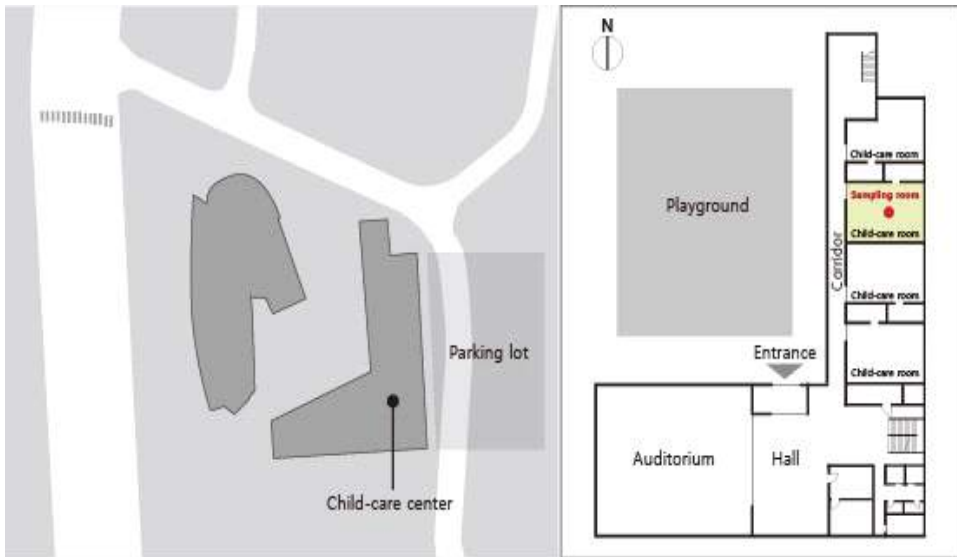 Parking lot
Child-care center
N
Playground
Corridor
Child-care room
Sampling room
Child-care room
Child-care room
Child-care room
Entrance
Auditorium
Hall